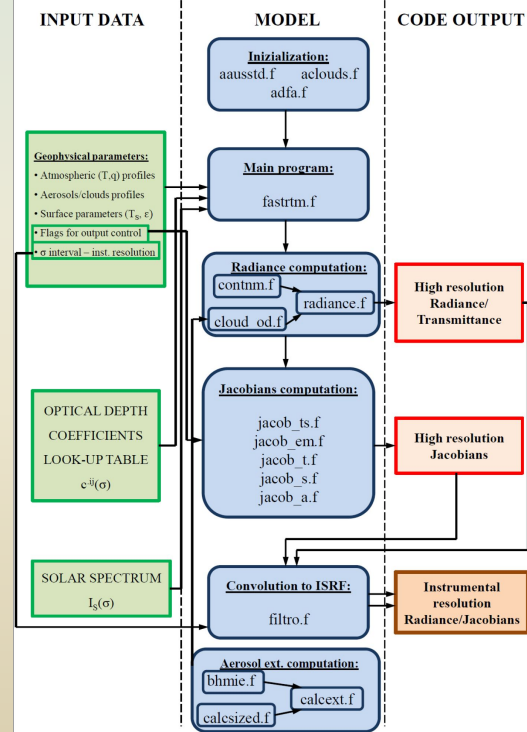 INPUT DATA
MODEL
CODE OUTPUT
Inizialization:
aausstd.f aclouds.f
adfa.f
Geophysical parameters:
• Atmospheric (T,q) profiles
• Aerosols/clouds profiles
• Surface parameters (TS, ε)
• Flags for output control
• σ interval – inst. resolution
Main program:
fastrtm.f
Radiance computation:
contnm.f
radiance.f
cloud_od.f
High resolution
Radiance/
Transmittance
OPTICAL DEPTH
COEFFICIENTS
LOOK-UP TABLE
c-ij(σ)
Jacobians computation:
jacob_ts.f
jacob_em.f
jacob_t.f
jacob_s.f
jacob_a.f
High resolution
Jacobians
SOLAR SPECTRUM
IS(σ)
Convolution to ISRF:
filtro.f
Instrumental
resolution
Radiance/Jacobians
Aerosol ext. computation:
bhmie.f
calcext.f
calcsized.f